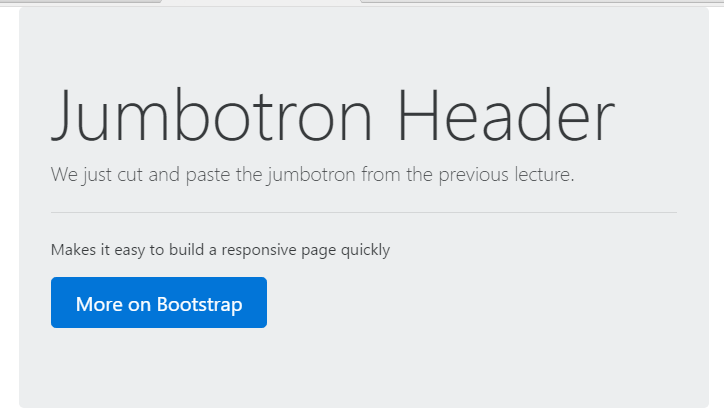 Jumbotron Header
We just cut and paste the jumbotron from the previous lecture.
Makes it easy to build a responsive page quickly
More on Bootstrap